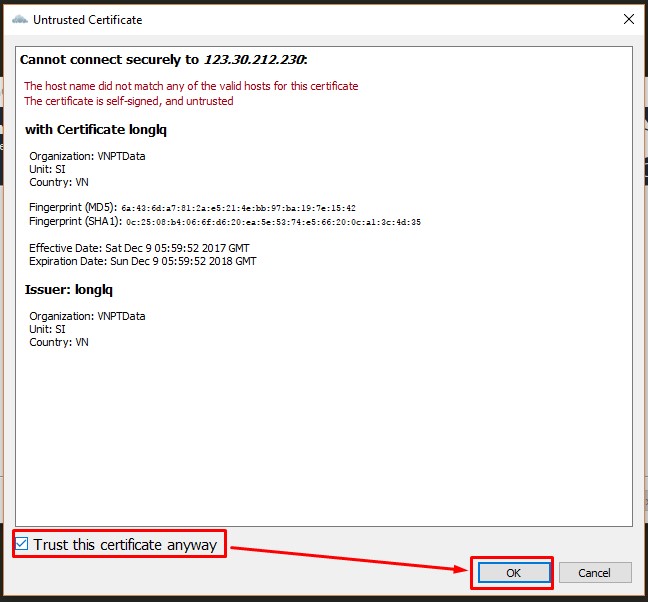 Untrusted Certificate
Cannot connect securely to 123.30.212.230:
The host name did not match any of the valid hosts for this certificate
The certificate is self-signed, and untrusted
with Certificate longlq
Organization: VNPTData
Unit: SI
Country: VN
Fingerprint (MD5): 6a:43:6d:a7:81:2a:e5:21:4e:bb:97:ba:19:7e:15:42
Fingerprint (SHA1): 0c:25:08:b4:06:6f:d6:20:ea:5e:53:74:e5:66:20:0c:a1:3c:4d:35
Effective Date: Sat Dec 9 05:59:52 2017 GMT
Expiration Date: Sun Dec 9 05:59:52 2018 GMT
Issuer: longlq
Organization: VNPTData
Unit: SI
Country: VN
Trust this certificate anyway
OK
Cancel